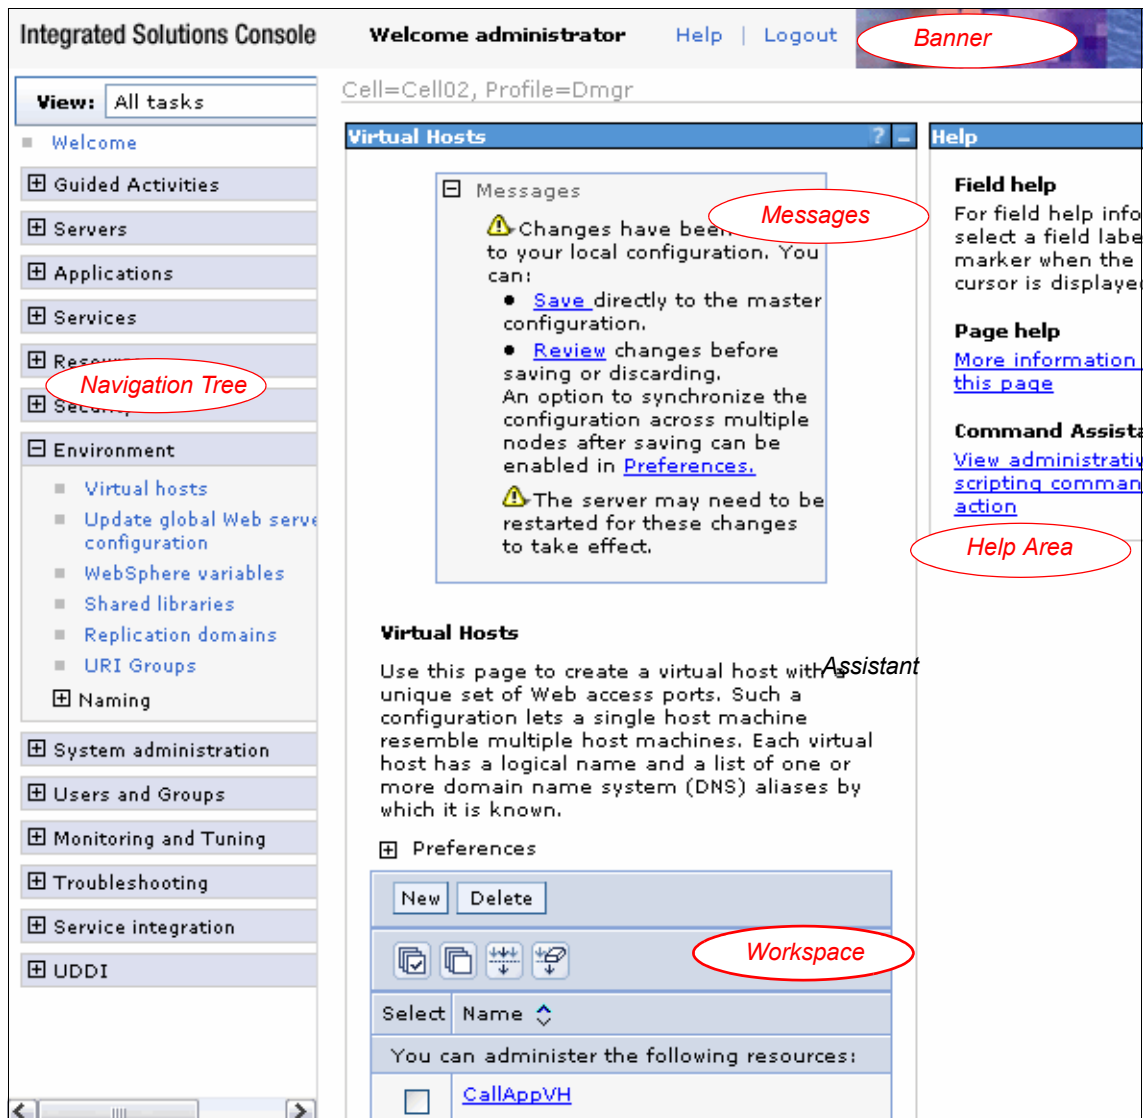 Integrated Solutions Console
Welcome administrator
Help | Logout
Banner
View: All tasks
Welcome
Guided Activities
Servers
Applications
Services
Navigation Tree
Environment
Virtual hosts
Update global Web
configuration
WebSphere variables
Shared libraries
Replication domains
URI Groups
Naming
System administration
Users and Groups
Monitoring and Tuning
Troubleshooting
Service integration
UDDI
Cell=Cell02, Profile=Dmgr
Virtual Hosts ? –
Messages
Messages
Changes have been
to your local configuration. You
can:
• Save directly to the master
configuration.
• Review changes before
saving or discarding.
An option to synchronize the
configuration across multiple
nodes after saving can be
enabled in Preferences.
The server may need to be
restarted for these changes
to take effect.
Virtual Hosts
Use this page to create a virtual host with a
Assistant
unique set of Web access ports. Such a
configuration lets a single host machine
resemble multiple host machines. Each virtual
host has a logical name and a list of one or
more domain name system (DNS) aliases by
which it is known.
Preferences
New Delete
Workspace
Select Name
You can administer the following resources:
CallAppVH
Help
Field help
For field help
select a field
marker when the
cursor is
Page help
More information
this page
Command
View
scripting
action
Help Area